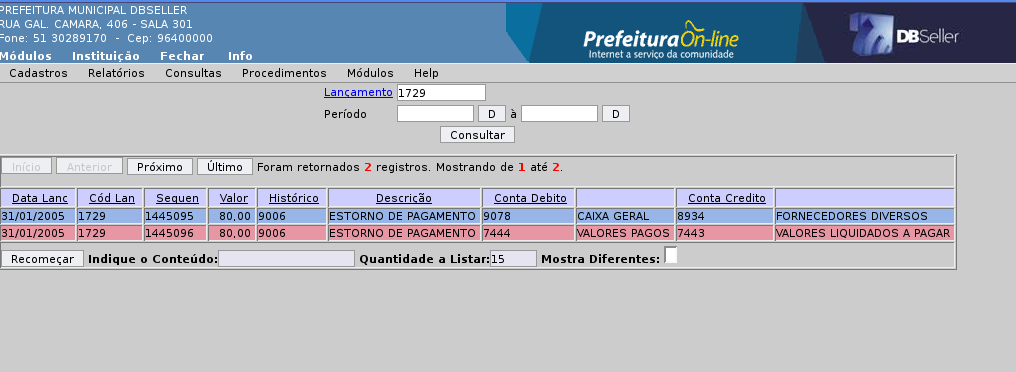 PREFEITURA MUNICIPAL DBSELLER
RUA GAL. CAMARA, 406 - SALA 301
Fone: 51 30289170 - Cep: 96400000
Prefeitura On-line
Internet a serviço da comunidade
DBSeller
Módulos Instituição Fechar Info
Cadastros Relatórios Consultas Procedimentos Módulos Help
Lançamento 1729
Período D à D
Consultar
Início Anterior Próximo Último Foram retornados 2 registros. Mostrando de 1 até 2.
Data Lanc Cód Lan Sequen Valor Histórico Descrição Conta Debito Conta Credito
31/01/2005 1729 1445095 80,00 9006 ESTORNO DE PAGAMENTO 9078 CAIXA GERAL 8934 FORNECEDORES DIVERSOS
31/01/2005 1729 1445096 80,00 9006 ESTORNO DE PAGAMENTO 7444 VALORES PAGOS 7443 VALORES LIQUIDADOS A PAGAR
Recomeçar Indique o Conteúdo: Quantidade a Listar: 15 Mostra Diferentes: